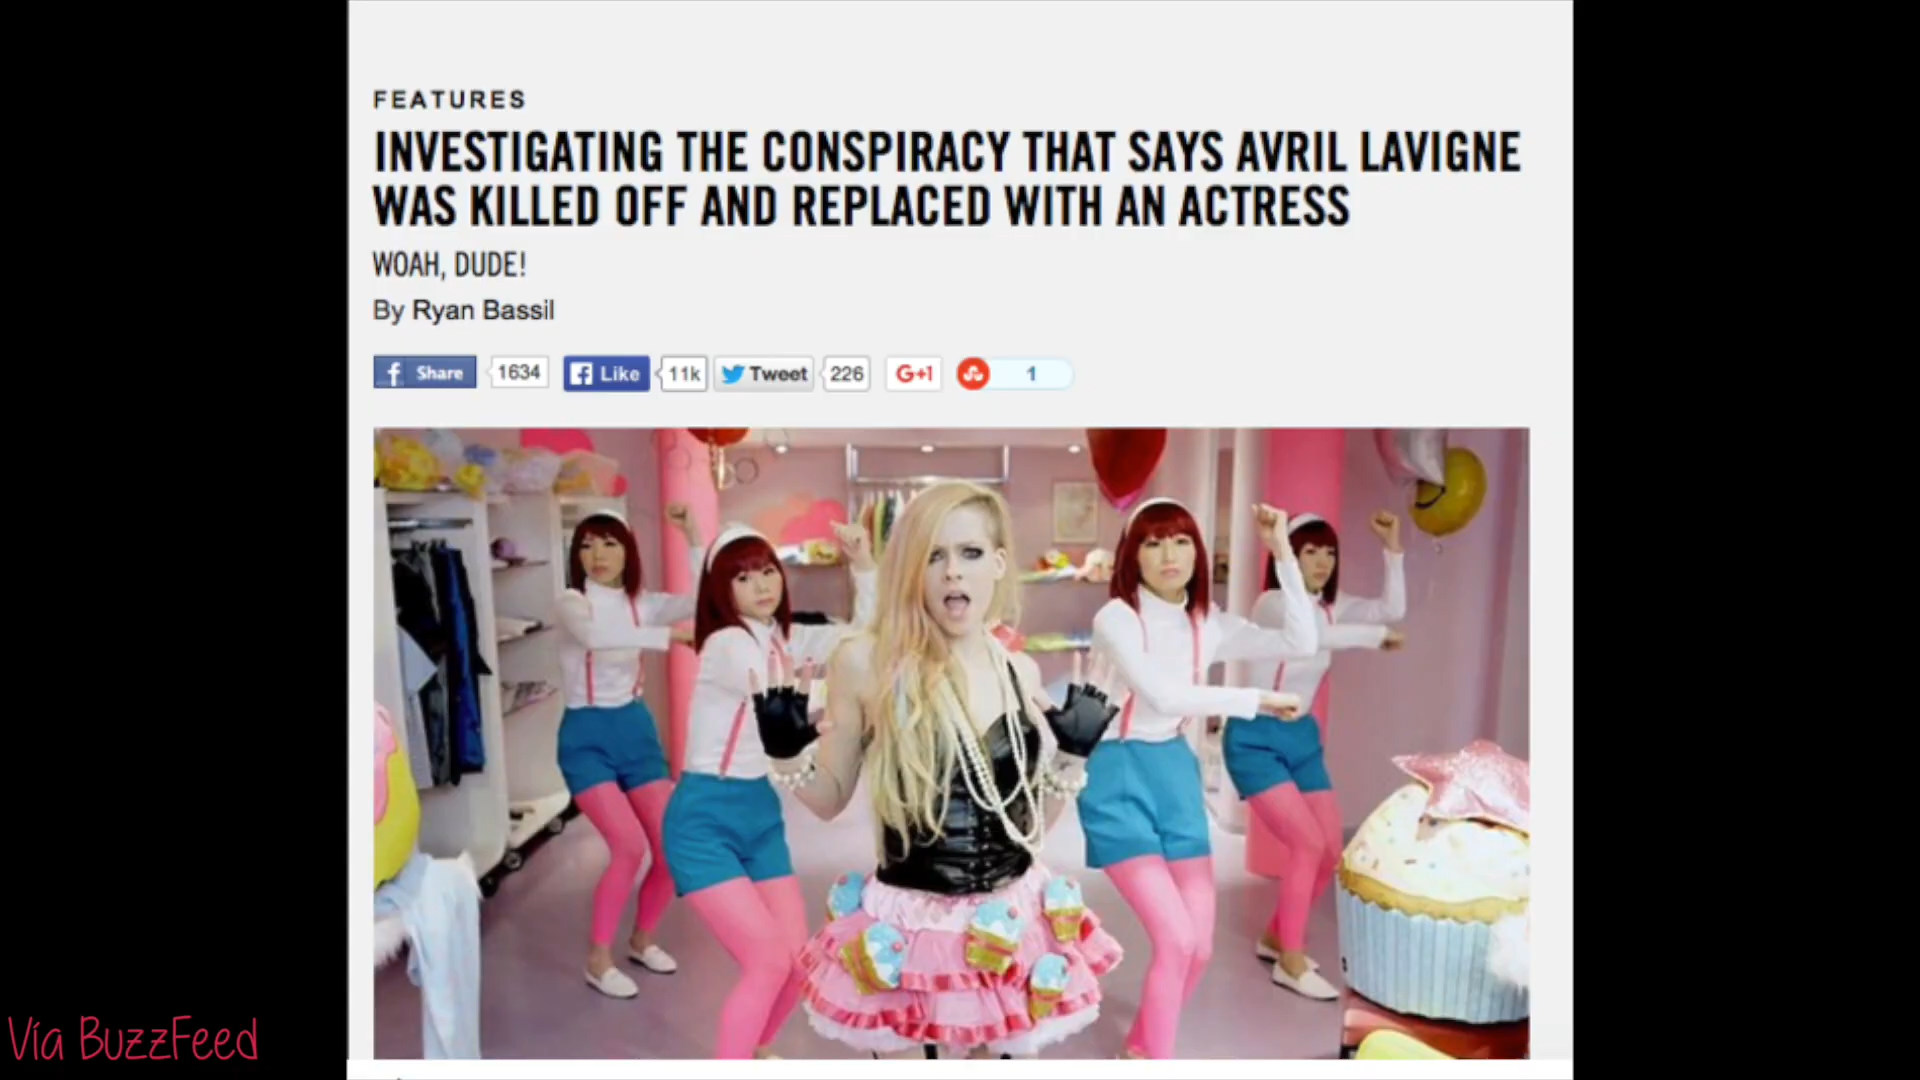 FEATURES
INVESTIGATING THE CONSPIRACY THAT SAYS AVRIL LAVIGNE
WAS KILLED OFF AND REPLACED WITH AN ACTRESS
WOAH, DUDE!
By Ryan Bassil
Share 1634 Like 11k Tweet 226 G+1 1
Vía BuzzFeed